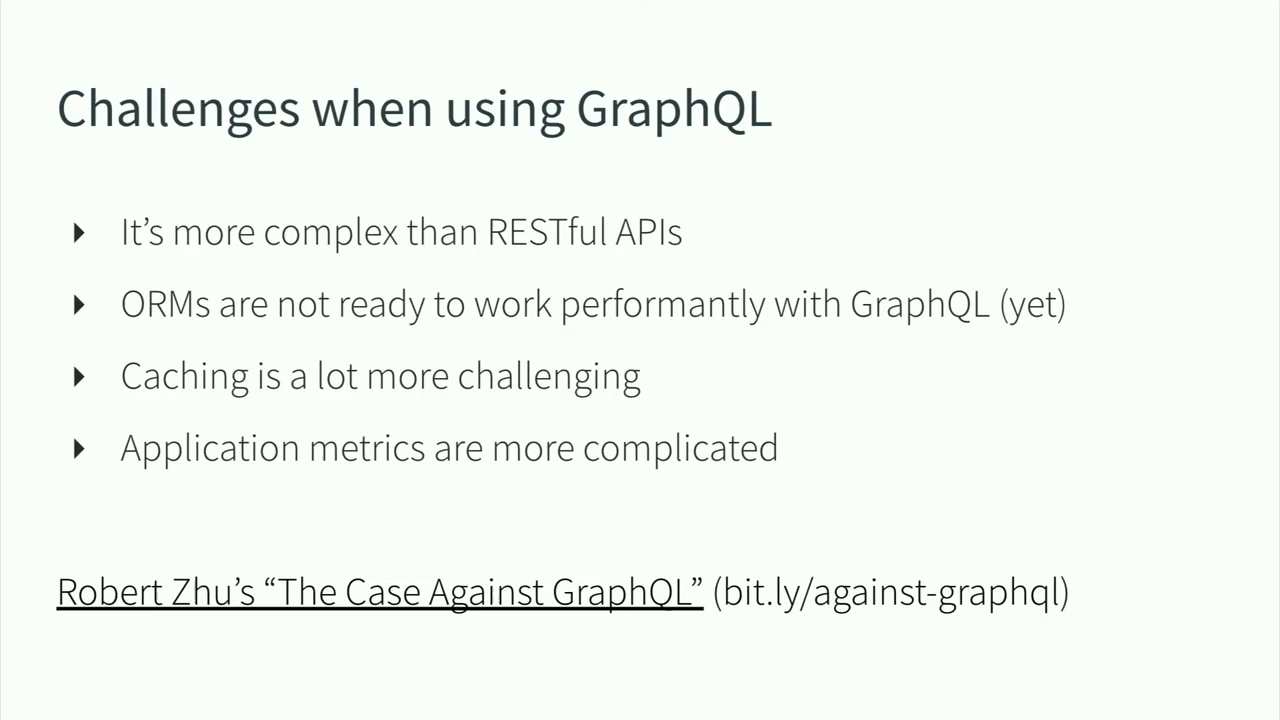 Challenges when using GraphQL
It’s more complex than RESTful APIs
ORMs are not ready to work performantly with GraphQL (yet)
Caching is a lot more challenging
Application metrics are more complicated
Robert Zhu’s “The Case Against GraphQL” (bit.ly/against-graphql)